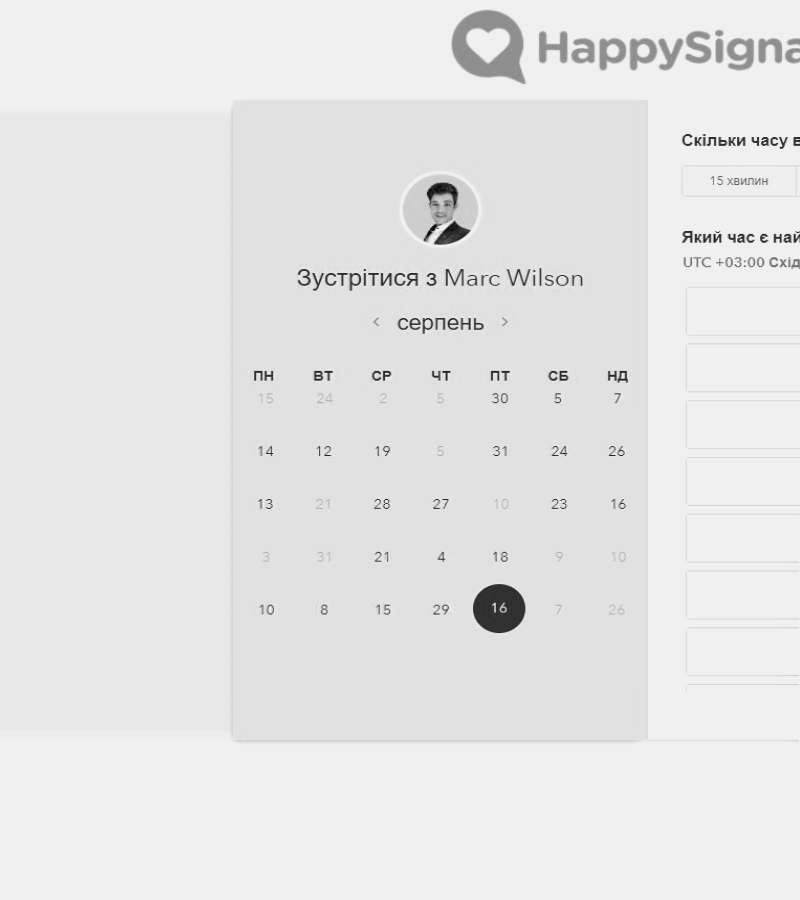 HappySigna
Зустрітися з Marc Wilson
< серпень >
ПН ВТ СР ЧТ ПТ СБ НД
15 24 2 5 30 5 7
14 12 19 5 31 24 26
13 21 28 27 10 23 16
3 31 21 4 18 9 10
10 8 15 29 16 7 26
Скільки часу в
15 хвилин
Який час є най
UTC +03:00 Схід